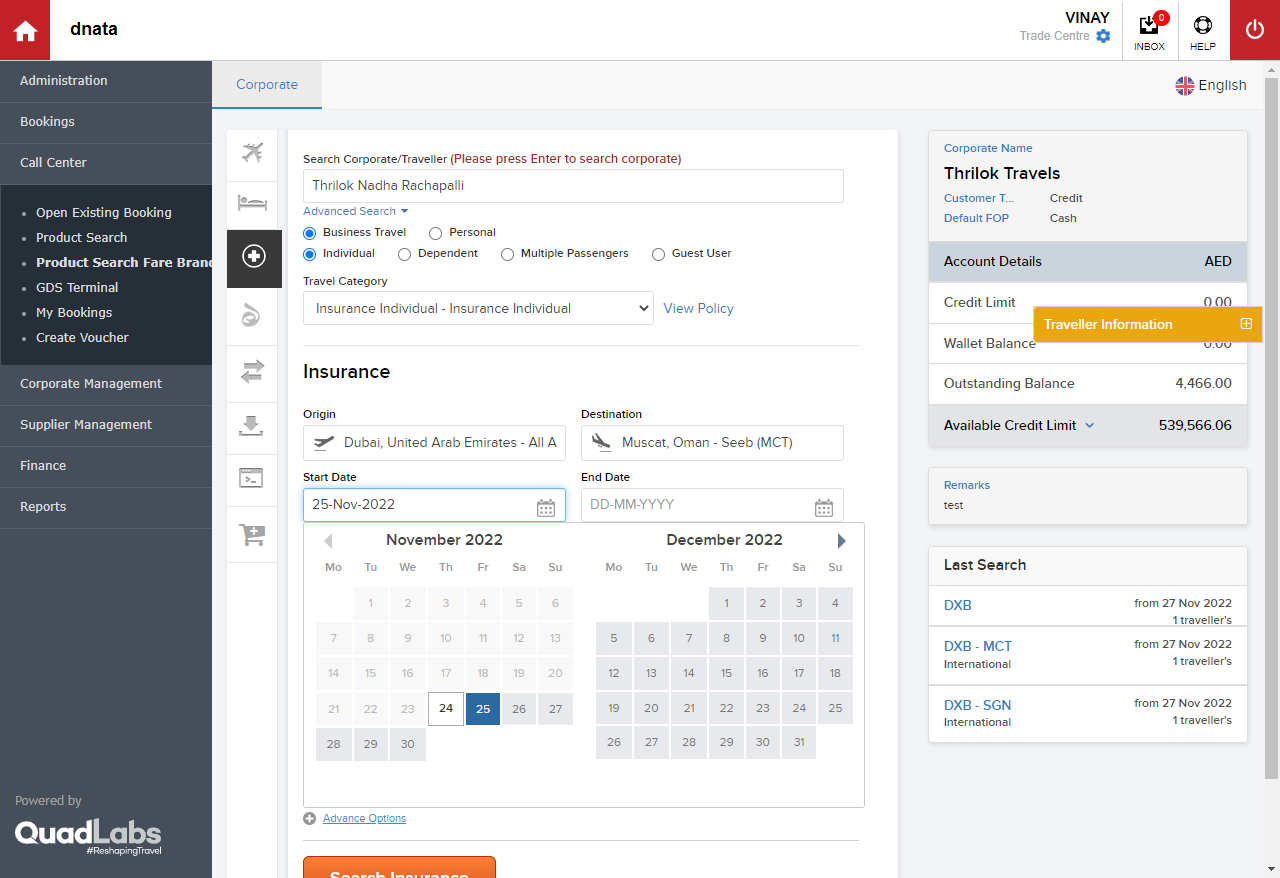 dnata
VINAY
Trade Centre
0
INBOX
HELP
Administration
Bookings
Call Center
Open Existing Booking
Product Search
Product Search Fare Bran
GDS Terminal
My Bookings
Create Voucher
Corporate Management
Supplier Management
Finance
Reports
Powered by
QuadLabs
#ReshapingTravel
Corporate
English
Search Corporate/Traveller (Please press Enter to search corporate)
Thrilok Nadha Rachapalli
Advanced Search
Business Travel Personal
Individual Dependent Multiple Passengers Guest User
Travel Category
Insurance Individual - Insurance Individual View Policy
Insurance
Origin Destination
Dubai, United Arab Emirates - All A Muscat, Oman - Seeb (MCT)
Start Date End Date
25-Nov-2022 DD-MM-YYYY
November 2022
Mo Tu We Th Fr Sa Su
1 2 3 4 5 6
7 8 9 10 11 12 13
14 15 16 17 18 19 20
21 22 23 24 25 26 27
28 29 30
December 2022
Mo Tu We Th Fr Sa Su
1 2 3 4
5 6 7 8 9 10 11
12 13 14 15 16 17 18
19 20 21 22 23 24 25
26 27 28 29 30 31
Advance Options
Search Insurance
Corporate Name
Thrilok Travels
Customer T... Credit
Default FOP Cash
Account Details AED
Credit Limit 0.00
Traveller Information
Wallet Balance 0.00
Outstanding Balance 4,466.00
Available Credit Limit 539,566.06
Remarks
test
Last Search
DXB from 27 Nov 2022
1 traveller's
DXB - MCT from 27 Nov 2022
International 1 traveller's
DXB - SGN from 27 Nov 2022
International 1 traveller's